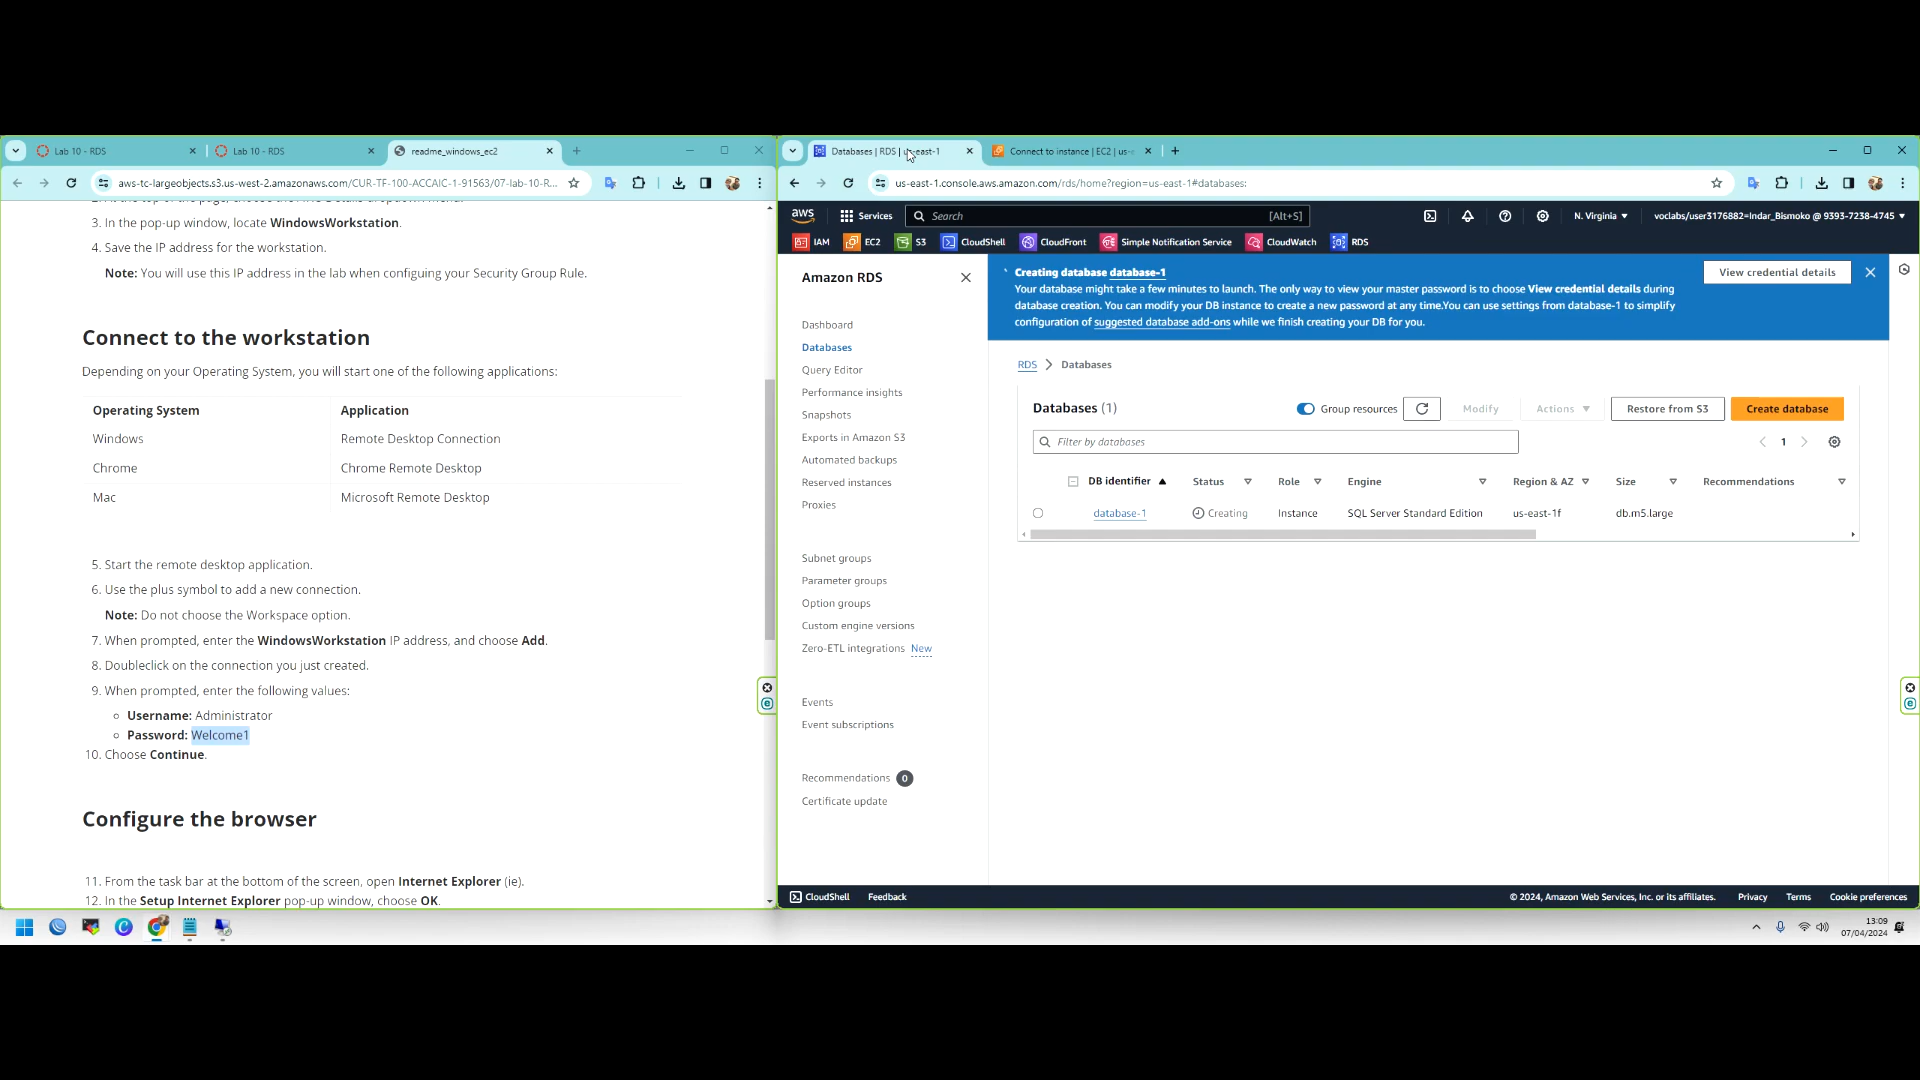 Lab 10 - RDS
Lab 10 - RDS
readme_windows_ec2
aws-tc-largeobjects.s3.us-west-2.amazonaws.com/CUR-TF-100-ACCAIC-1-91563/07-lab-10-R...
3. In the pop-up window, locate WindowsWorkstation.
4. Save the IP address for the workstation.
Note: You will use this IP address in the lab when configuing your Security Group Rule.
Connect to the workstation
Depending on your Operating System, you will start one of the following applications:
Operating System Application
Windows Remote Desktop Connection
Chrome Chrome Remote Desktop
Mac Microsoft Remote Desktop
5. Start the remote desktop application.
6. Use the plus symbol to add a new connection.
Note: Do not choose the Workspace option.
7. When prompted, enter the WindowsWorkstation IP address, and choose Add.
8. Doubleclick on the connection you just created.
9. When prompted, enter the following values:
Username: Administrator
Password: Welcome1
10. Choose Continue.
Configure the browser
11. From the task bar at the bottom of the screen, open Internet Explorer (ie).
12. In the Setup Internet Explorer pop-up window, choose OK.
Databases | RDS | us-east-1
Connect to instance | EC2 | us-e
us-east-1.console.aws.amazon.com/rds/home?region=us-east-1#databases:
aws
Services
Search
[Alt+S]
N. Virginia
voclabs/user3176882=Indar_Bismoko @ 9393-7238-4745
IAM EC2 S3 CloudShell CloudFront Simple Notification Service CloudWatch RDS
Amazon RDS
Dashboard
Databases
Query Editor
Performance insights
Snapshots
Exports in Amazon S3
Automated backups
Reserved instances
Proxies
Subnet groups
Parameter groups
Option groups
Custom engine versions
Zero-ETL integrations New
Events
Event subscriptions
Recommendations 0
Certificate update
Creating database database-1
Your database might take a few minutes to launch. The only way to view your master password is to choose View credential details during
database creation. You can modify your DB instance to create a new password at any time.You can use settings from database-1 to simplify
configuration of suggested database add-ons while we finish creating your DB for you.
View credential details
RDS > Databases
Databases (1)
Group resources
Modify
Actions
Restore from S3
Create database
Filter by databases
1
DB identifier Status Role Engine Region & AZ Size Recommendations
database-1 Creating Instance SQL Server Standard Edition us-east-1f db.m5.large
CloudShell Feedback
© 2024, Amazon Web Services, Inc. or its affiliates. Privacy Terms Cookie preferences
13:09
07/04/2024